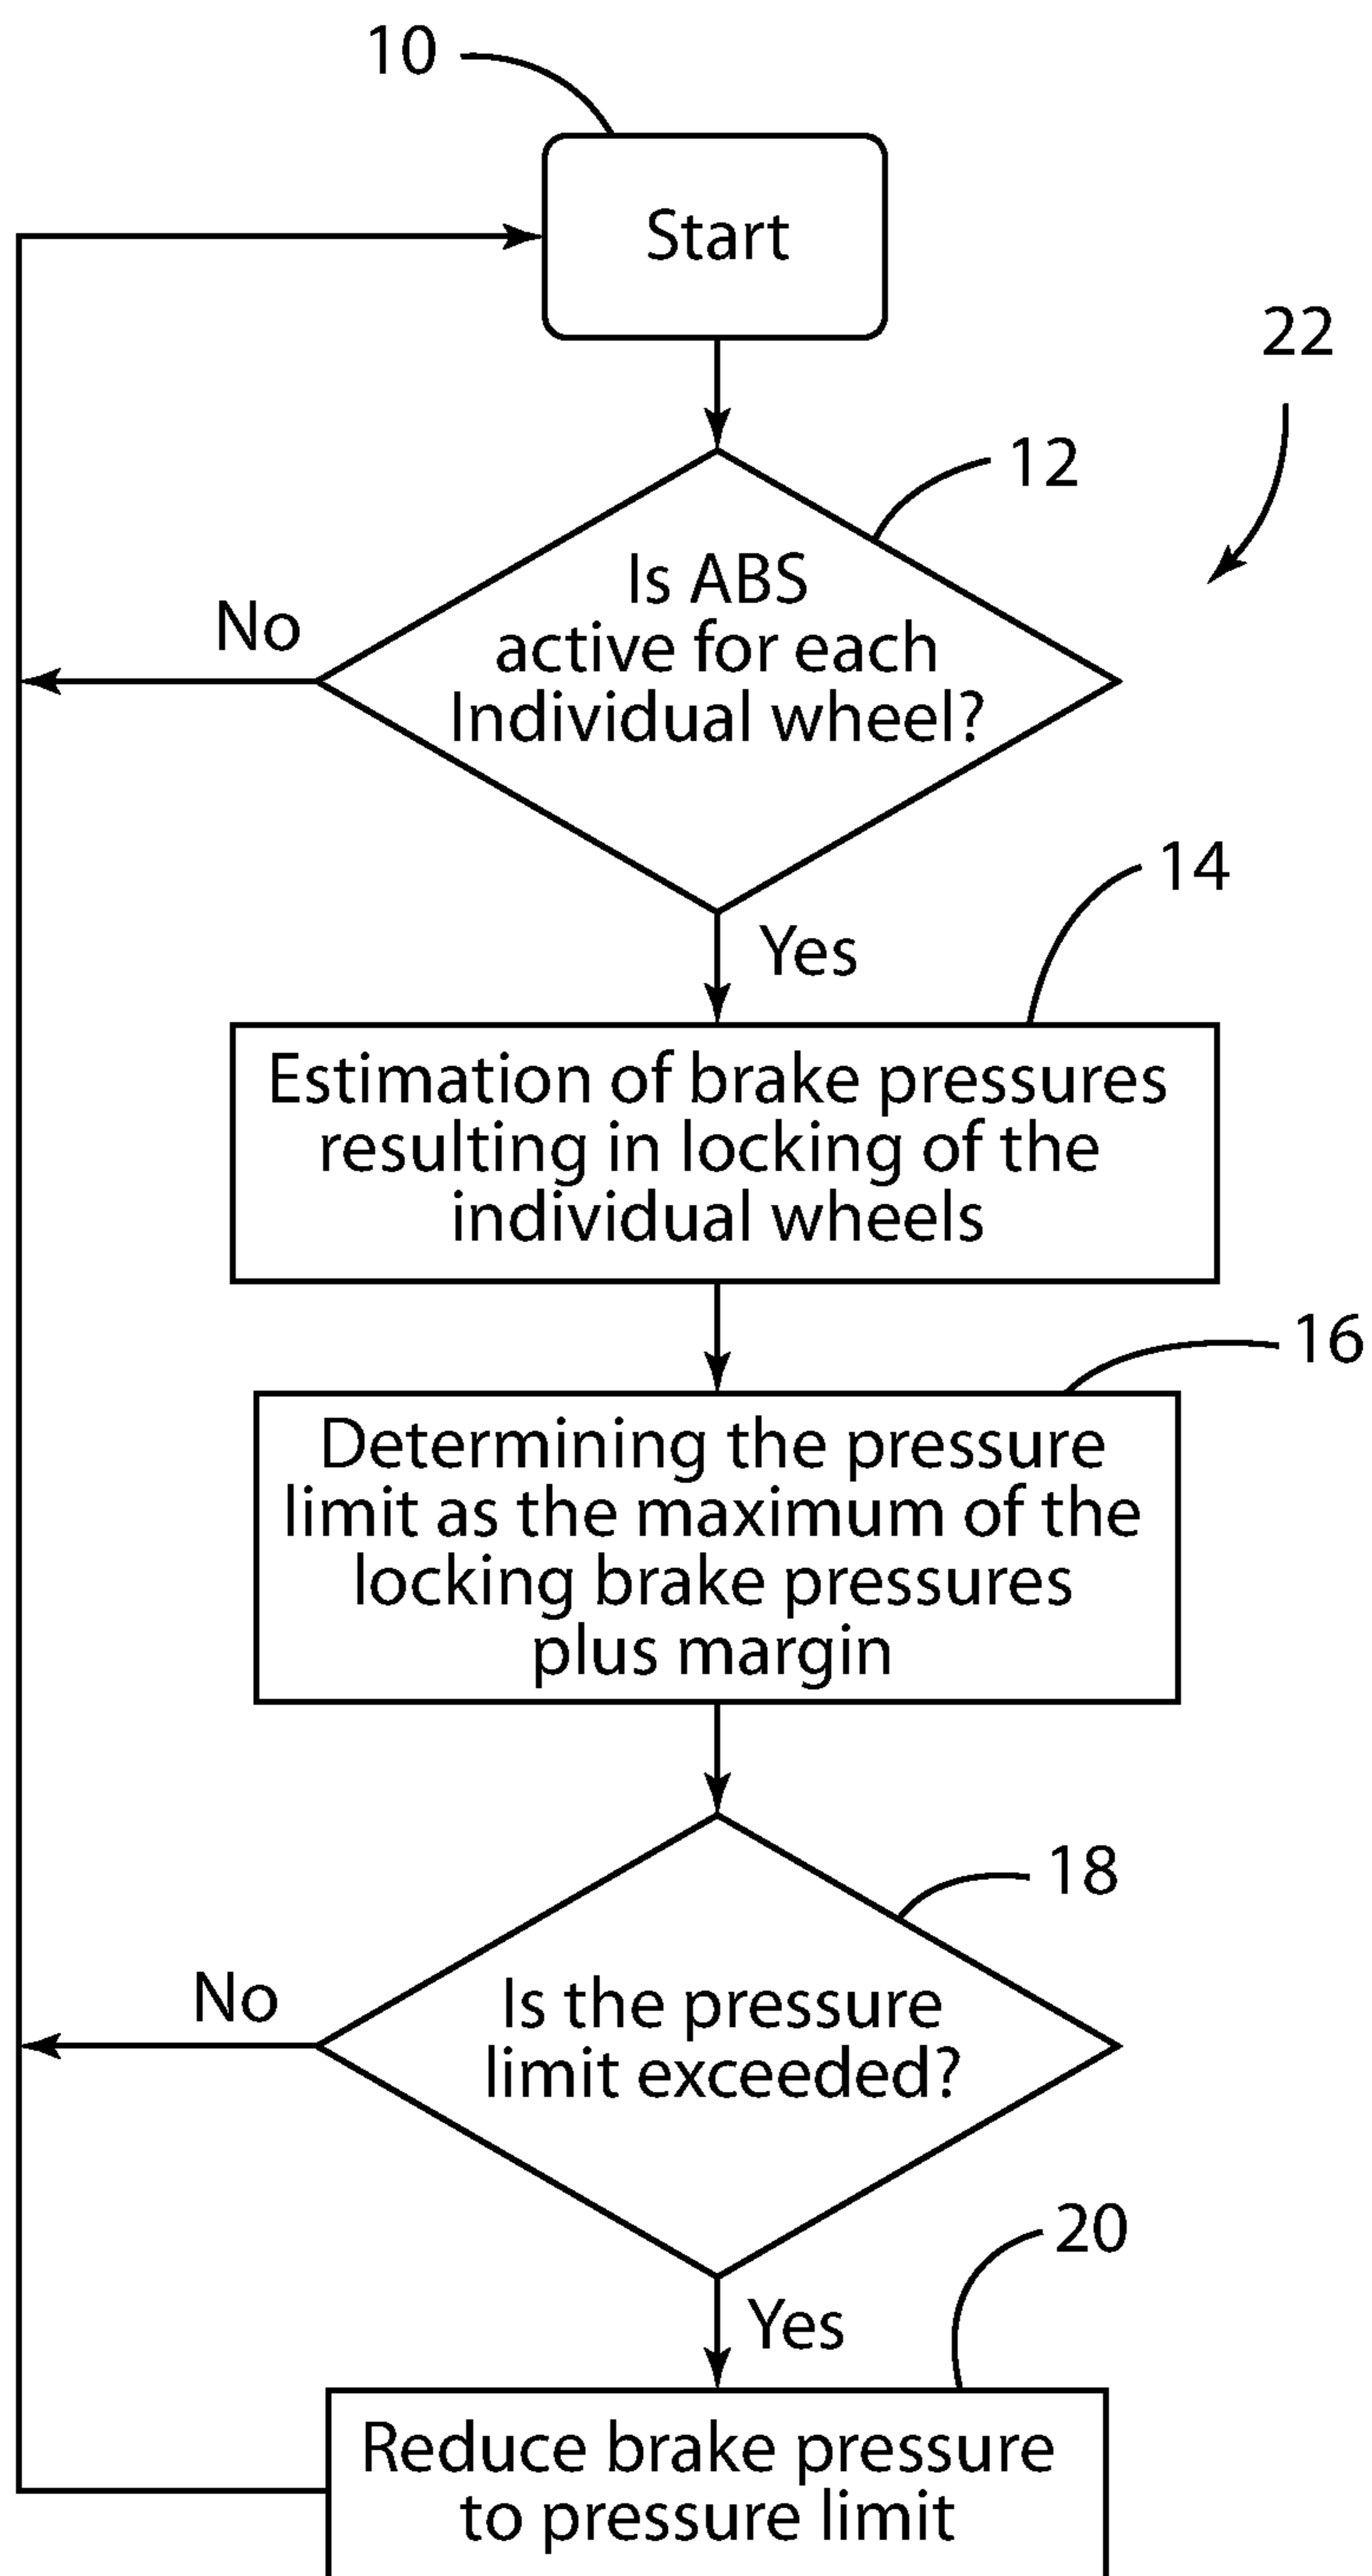 10
Start
22
12
Is ABS
active for each
Individual wheel?
No
Yes
14
Estimation of brake pressures
resulting in locking of the
individual wheels
16
Determining the pressure
limit as the maximum of the
locking brake pressures
plus margin
18
Is the pressure
limit exceeded?
No
Yes
20
Reduce brake pressure
to pressure limit